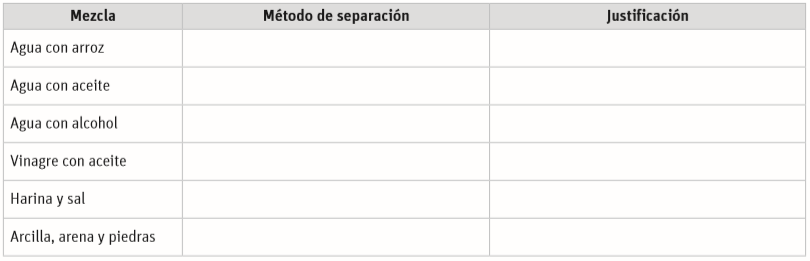 Mezcla Método de separación Justificación
Agua con arroz
Agua con aceite
Agua con alcohol
Vinagre con aceite
Harina y sal
Arcilla, arena y piedras